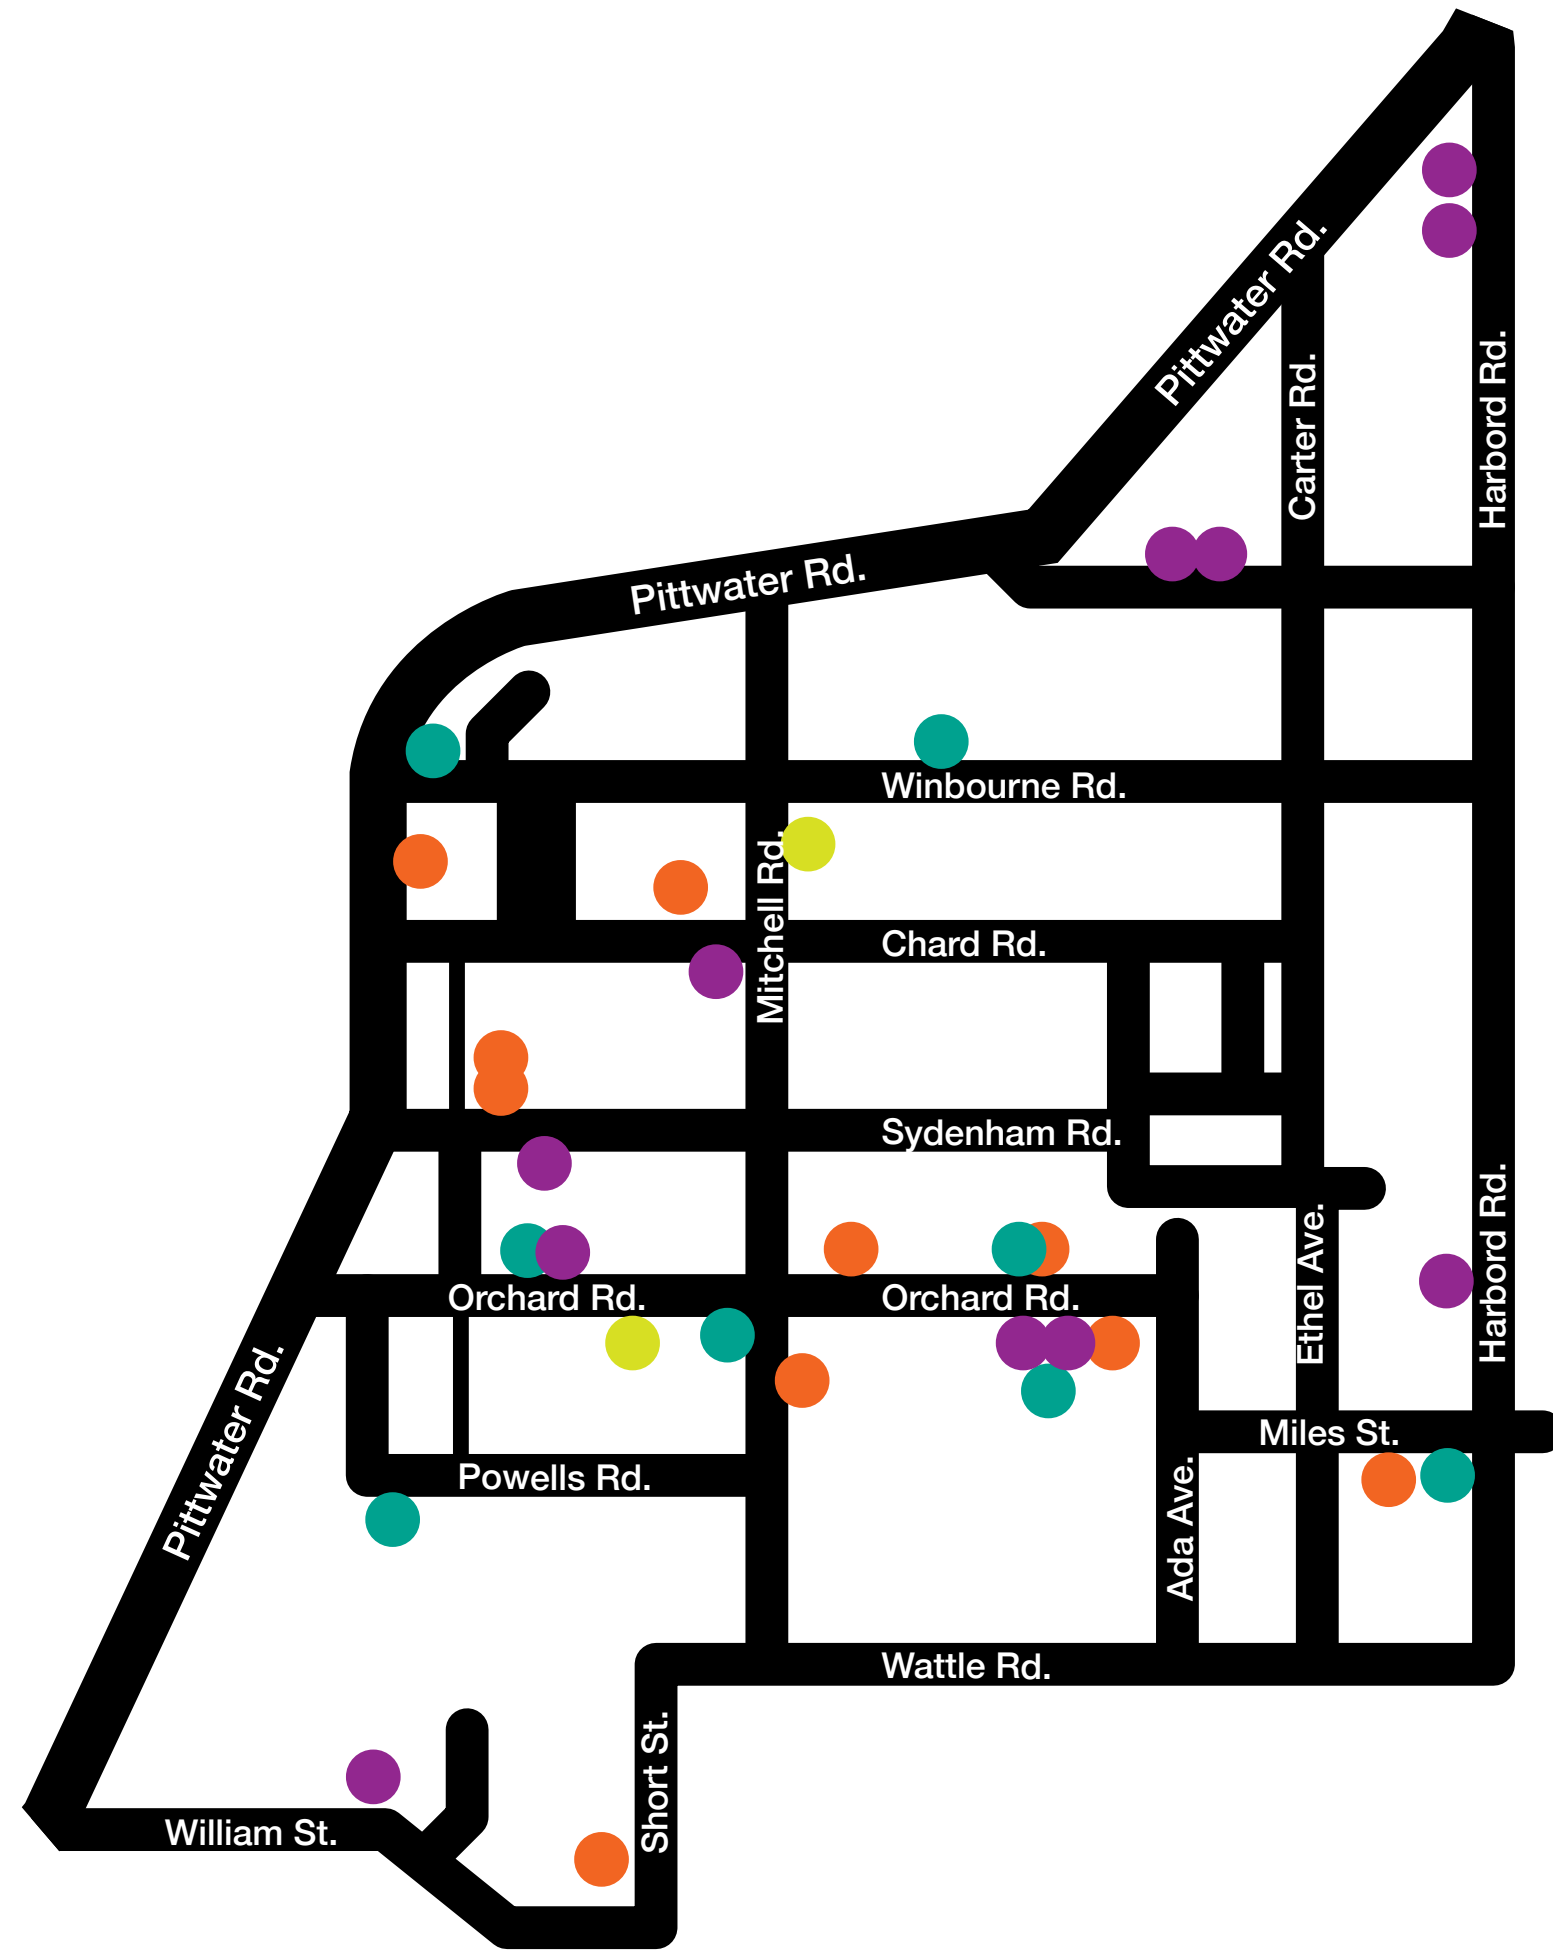 Pittwater Rd.
Carter Rd.
Harbord Rd.
Pittwater Rd.
Winbourne Rd.
Mitchell Rd.
Chard Rd.
Sydenham Rd.
Orchard Rd.
Orchard Rd.
Ethel Ave.
Harbord Rd.
Pittwater Rd.
Miles St.
Powells Rd.
Ada Ave.
Wattle Rd.
Short St.
William St.